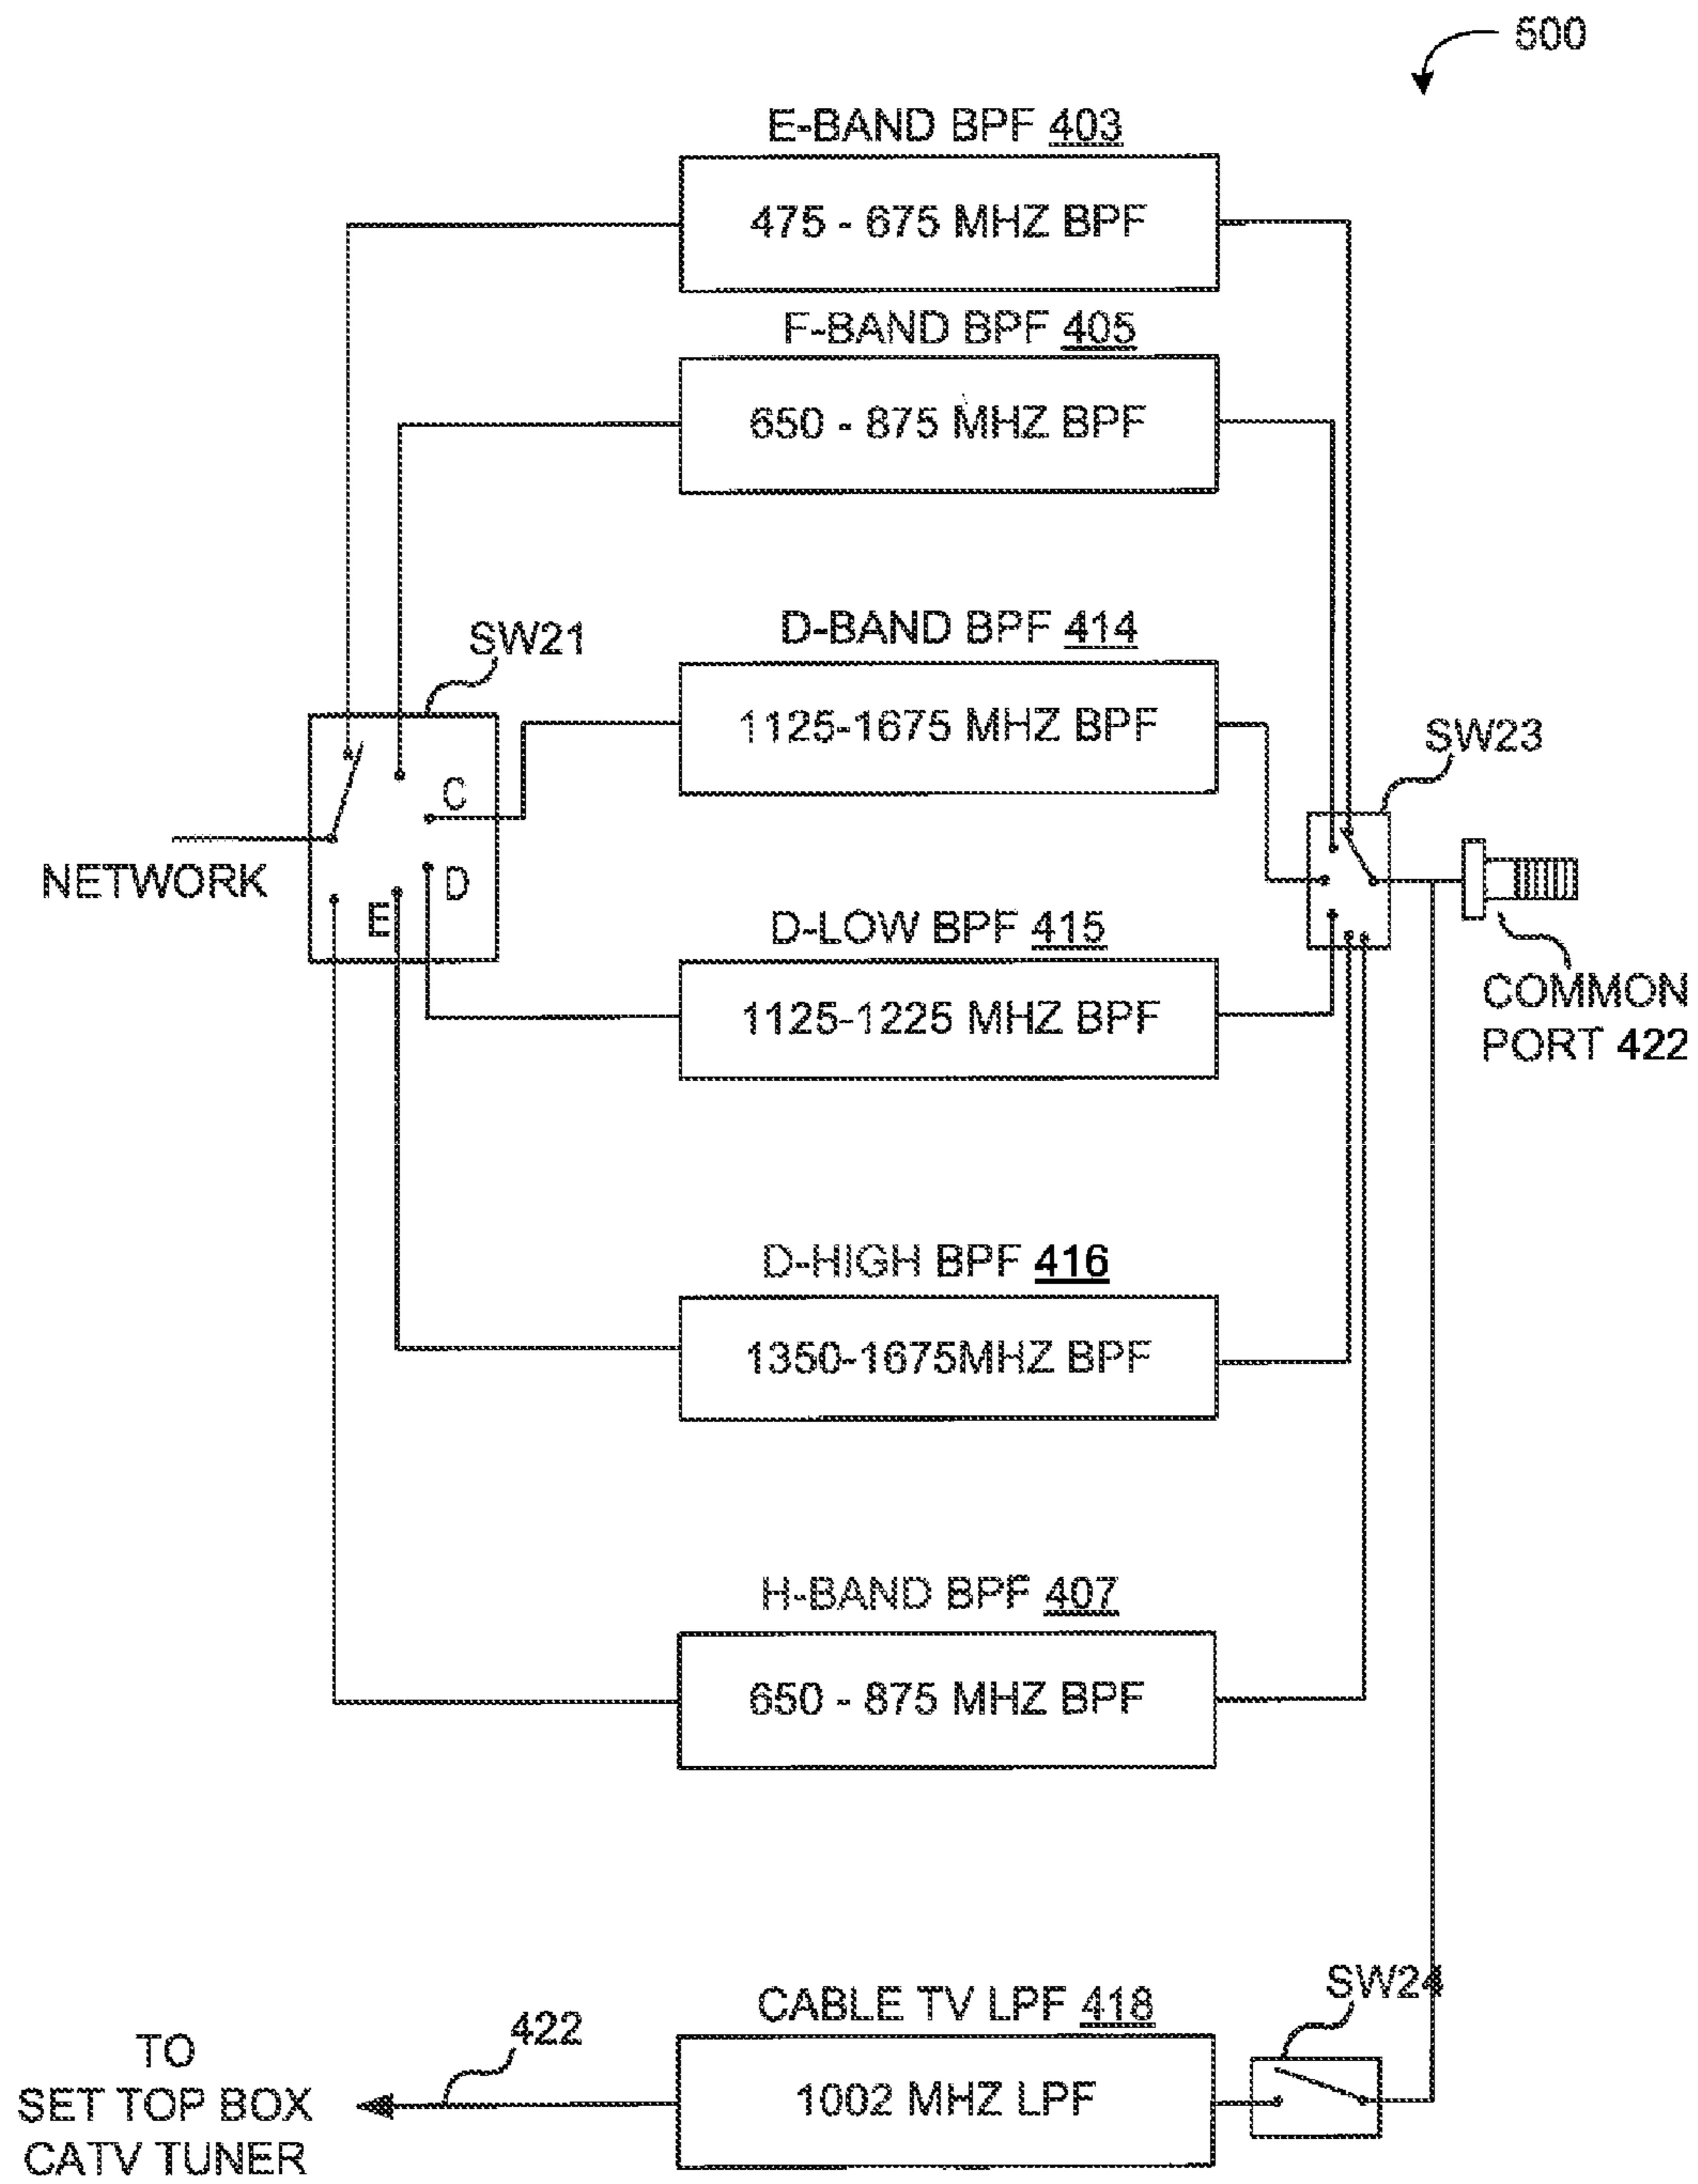 500
E-BAND BPF 403
475 - 675 MHZ BPF
F-BAND BPF 405
650 - 875 MHZ BPF
SW21
D-BAND BPF 414
1125-1675 MHZ BPF
SW23
C
NETWORK
D
E
D-LOW BPF 415
1125-1225 MHZ BPF
COMMON
PORT 422
D-HIGH BPF 416
1350-1675MHZ BPF
H-BAND BPF 407
650 - 875 MHZ BPF
SW24
CABLE TV LPF 418
1002 MHZ LPF
422
TO
SET TOP BOX
CATV TUNER